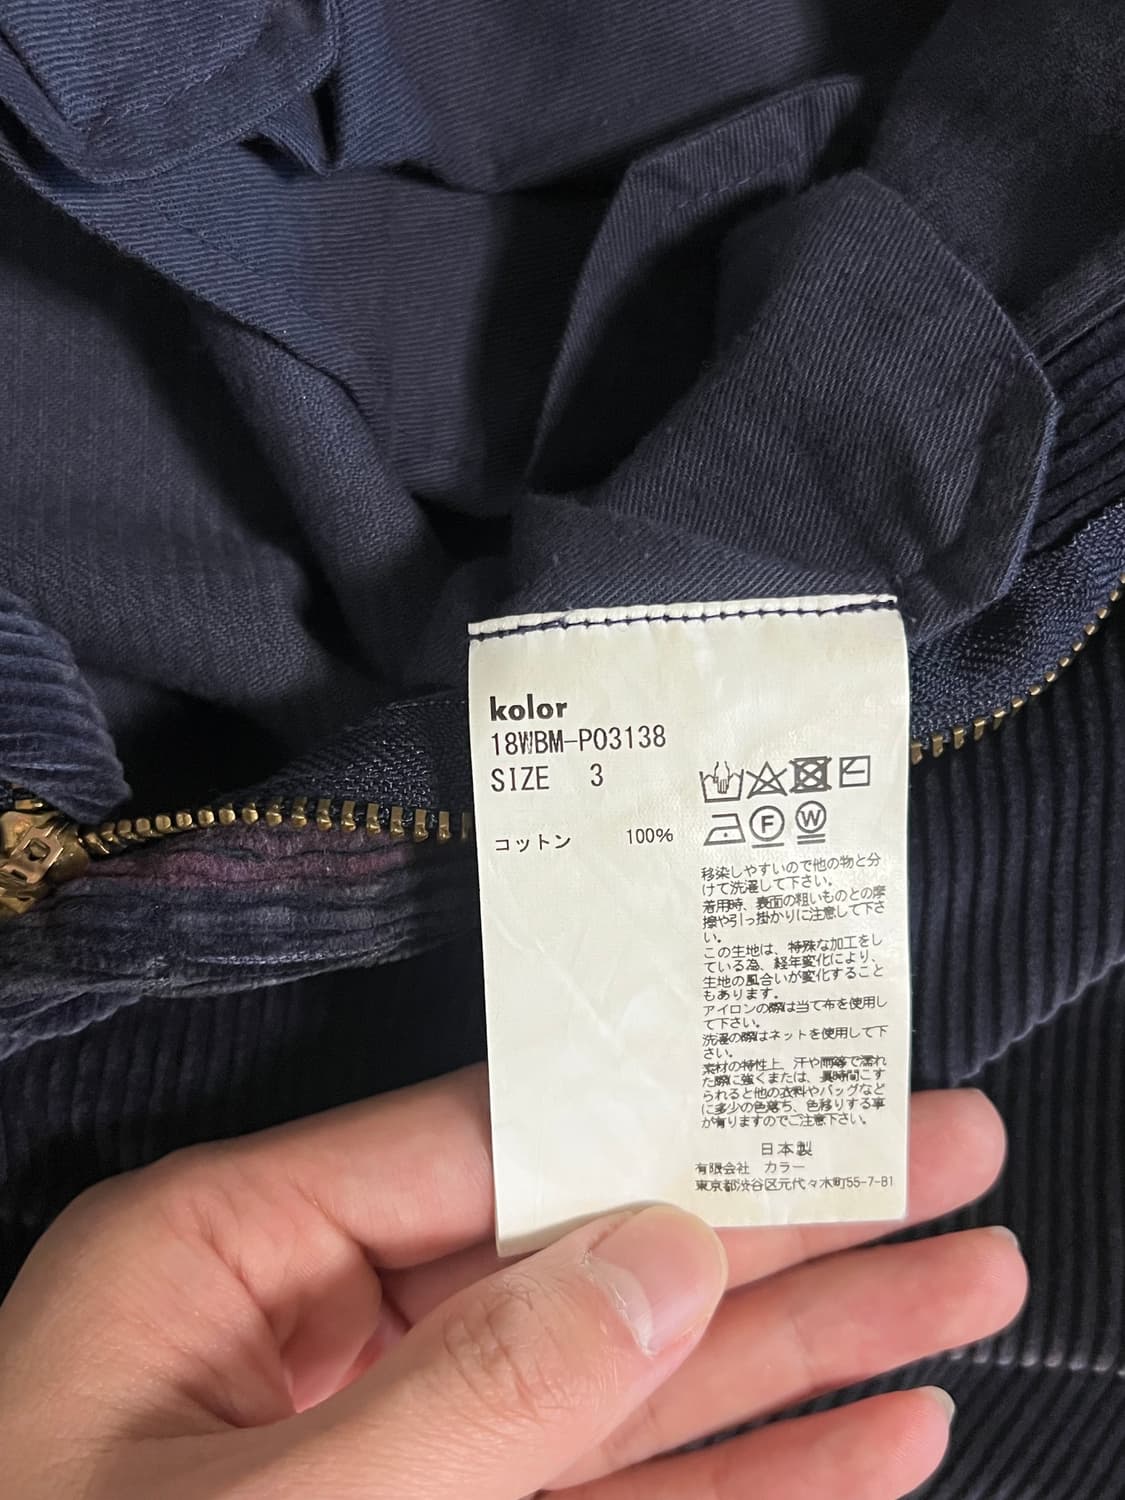 kolor
18WBM-P03138
SIZE 3
コットン 100%
F W
移染しやすいので他の物と分
けて洗濯して下さい。
着用時、表面の粗いものとの摩
擦や引っ掛かりに注意して下さ
い。
この生地は、特殊な加工をし
ている為、経年変化により、
生地の風合いが変化すること
もあります。
アイロンの際は当て布を使用し
て下さい。
洗濯の際はネットを使用して下
さい。
素材の特性上、汗や雨等で濡れ
た際に強くまたは、長時間こす
られると他の衣料やバッグなど
に多少の色落ち、色移りする事
が有りますのでご注意下さい。
日本製
有限会社 カラー
東京都渋谷区元代々木町55-7-B1